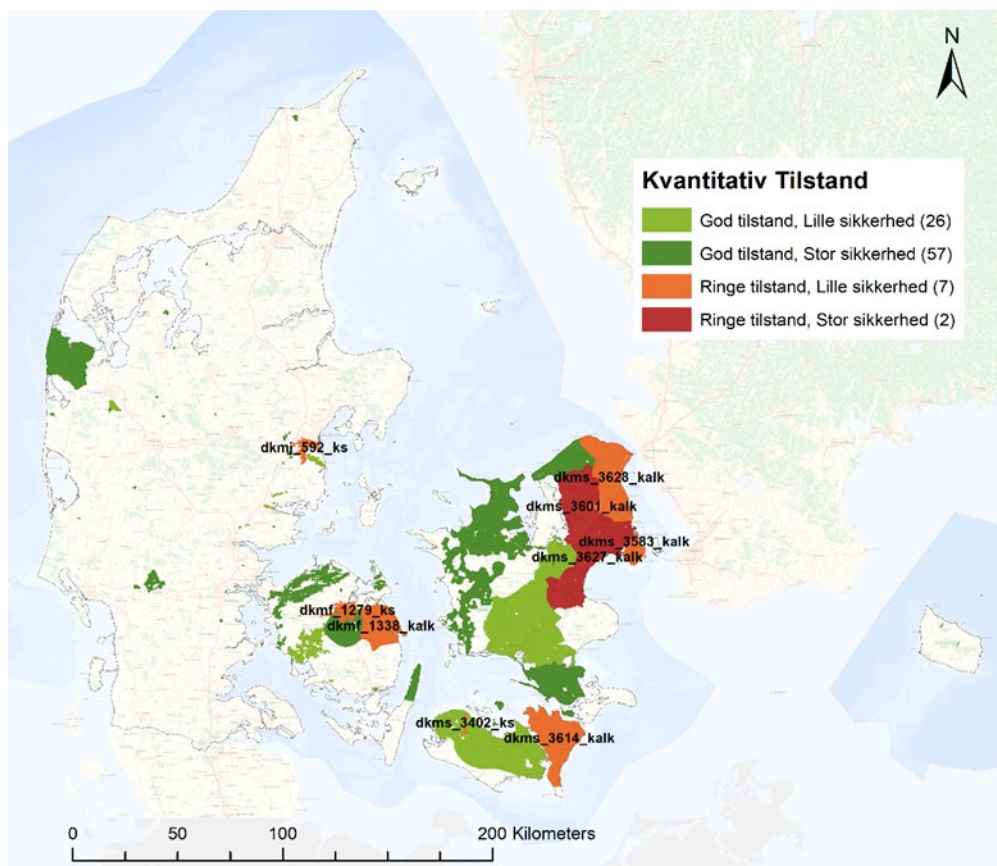 N
Kvantitativ Tilstand
God tilstand, Lille sikkerhed (26)
God tilstand, Stor sikkerhed (57)
Ringe tilstand, Lille sikkerhed (7)
Ringe tilstand, Stor sikkerhed (2)
dkmj_592_ks
dkms_3628_kalk
dkms_3601_kalk
dkms_3583_kalk
dkms_3627_kalk
dkmf_1279_ks
dkmf_1338_kalk
dkms_3402_ks
dkms_3614_kalk
0 50 100 200 Kilometers